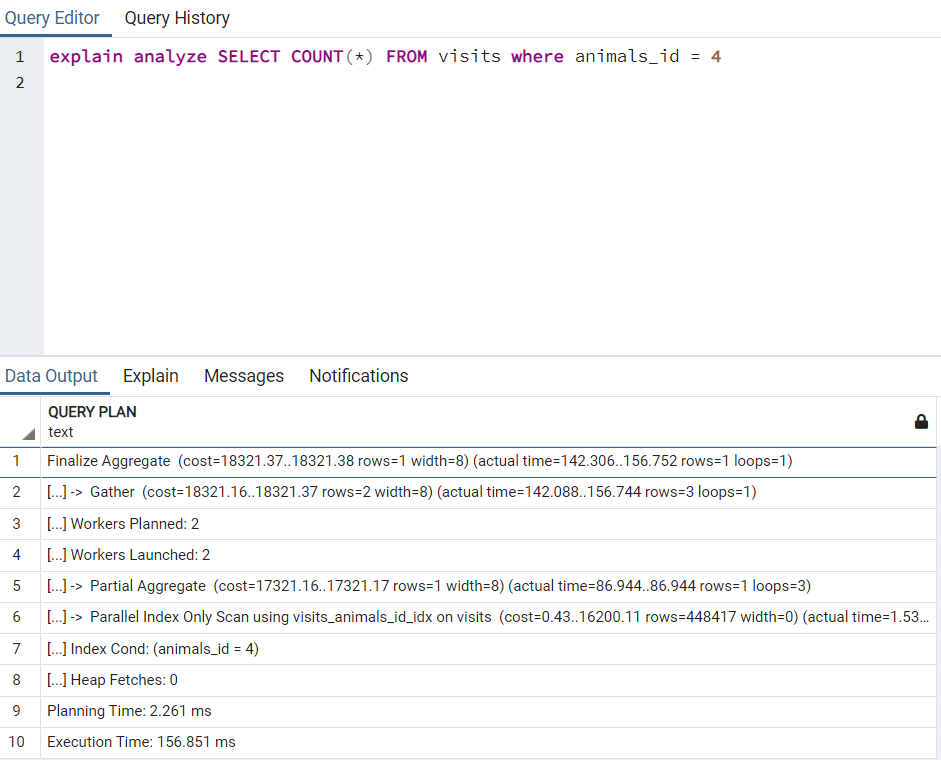 Query Editor Query History
1 explain analyze SELECT COUNT(*) FROM visits where animals_id = 4
2
Data Output Explain Messages Notifications
QUERY PLAN
text
1 Finalize Aggregate (cost=18321.37..18321.38 rows=1 width=8) (actual time=142.306..156.752 rows=1 loops=1)
2 [...] -> Gather (cost=18321.16..18321.37 rows=2 width=8) (actual time=142.088..156.744 rows=3 loops=1)
3 [...] Workers Planned: 2
4 [...] Workers Launched: 2
5 [...] -> Partial Aggregate (cost=17321.16..17321.17 rows=1 width=8) (actual time=86.944..86.944 rows=1 loops=3)
6 [...] -> Parallel Index Only Scan using visits_animals_id_idx on visits (cost=0.43..16200.11 rows=448417 width=0) (actual time=1.53...
7 [...] Index Cond: (animals_id = 4)
8 [...] Heap Fetches: 0
9 Planning Time: 2.261 ms
10 Execution Time: 156.851 ms